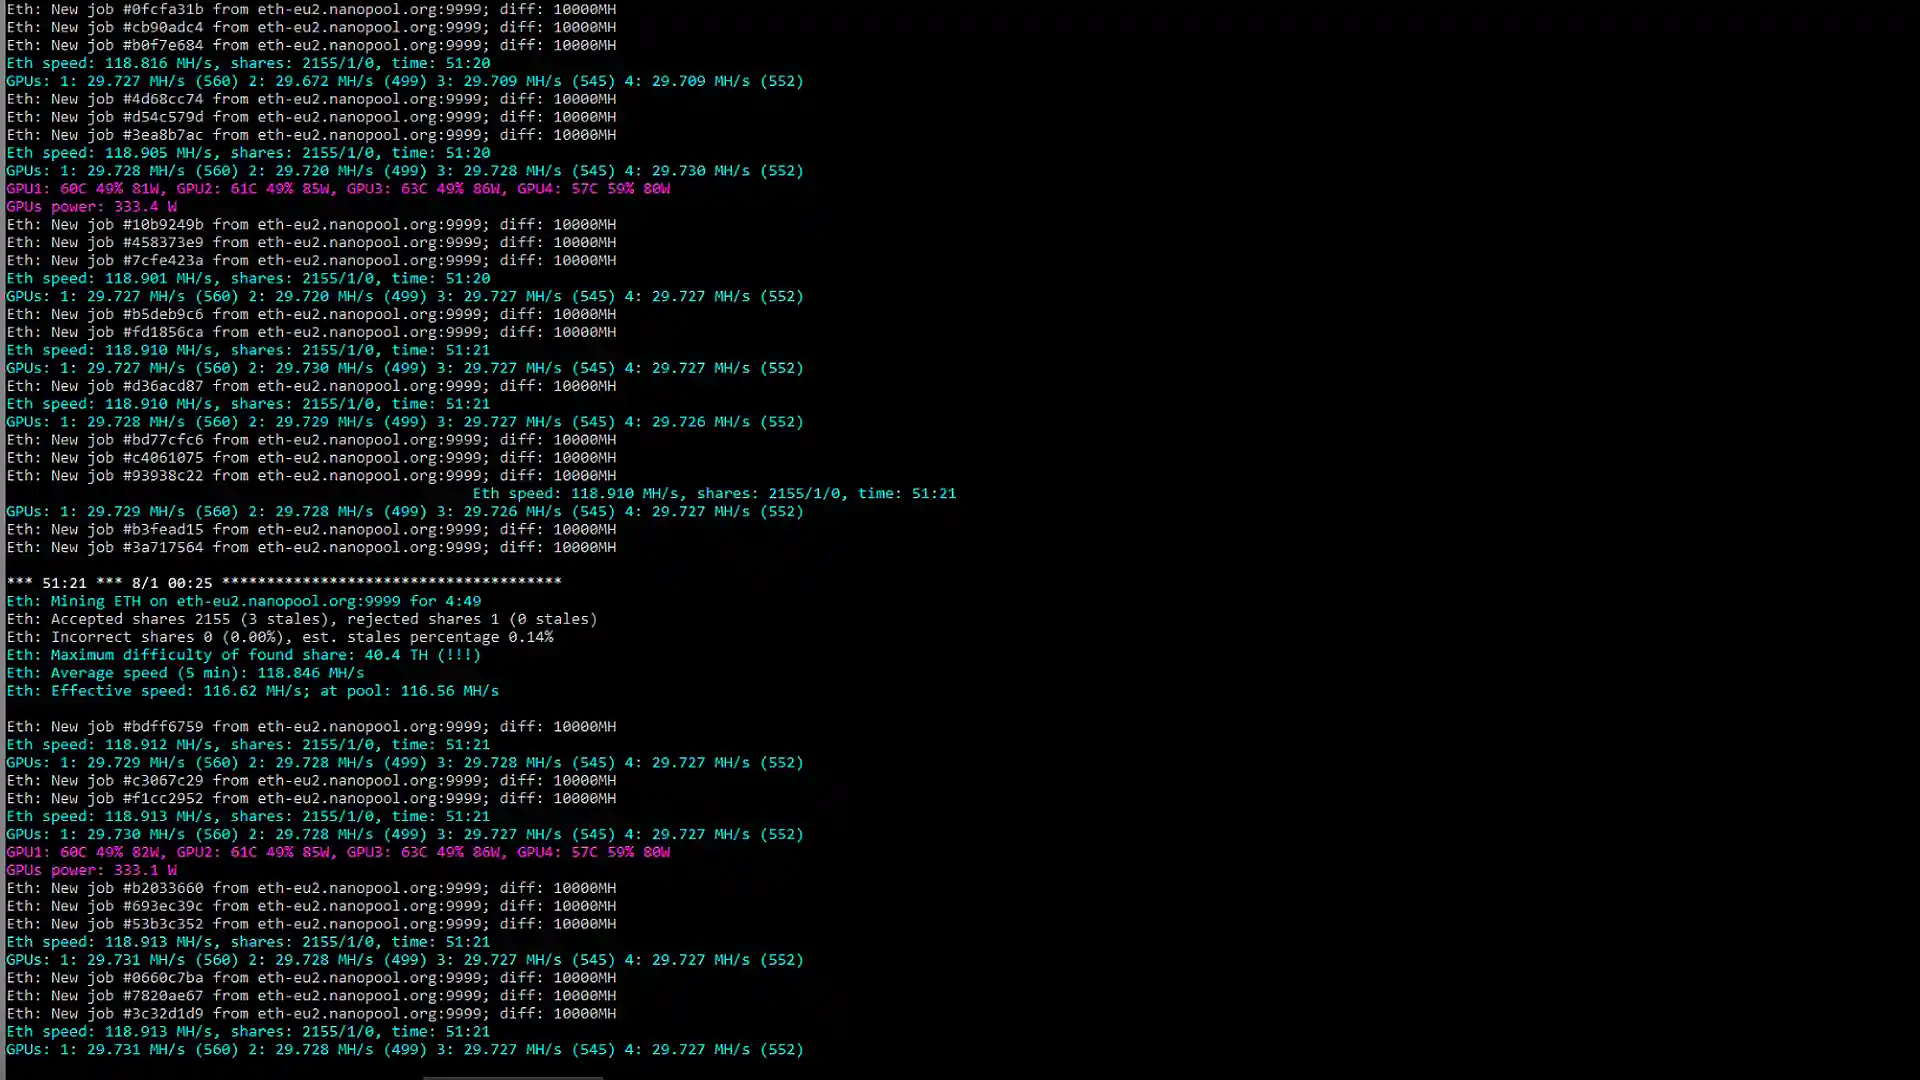 Eth: New job #0fcfa31b from eth-eu2.nanopool.org:9999; diff: 10000MH
Eth: New job #cb90adc4 from eth-eu2.nanopool.org:9999; diff: 10000MH
Eth: New job #b0f7e684 from eth-eu2.nanopool.org:9999; diff: 10000MH
Eth speed: 118.816 MH/s, shares: 2155/1/0, time: 51:20
GPUs: 1: 29.727 MH/s (560) 2: 29.672 MH/s (499) 3: 29.709 MH/s (545) 4: 29.709 MH/s (552)
Eth: New job #4d68cc74 from eth-eu2.nanopool.org:9999; diff: 10000MH
Eth: New job #d54c579d from eth-eu2.nanopool.org:9999; diff: 10000MH
Eth: New job #3ea8b7ac from eth-eu2.nanopool.org:9999; diff: 10000MH
Eth speed: 118.905 MH/s, shares: 2155/1/0, time: 51:20
GPUs: 1: 29.728 MH/s (560) 2: 29.720 MH/s (499) 3: 29.728 MH/s (545) 4: 29.730 MH/s (552)
GPU1: 60C 49% 81W, GPU2: 61C 49% 85W, GPU3: 63C 49% 86W, GPU4: 57C 59% 80W
GPUs power: 333.4 W
Eth: New job #10b9249b from eth-eu2.nanopool.org:9999; diff: 10000MH
Eth: New job #458373e9 from eth-eu2.nanopool.org:9999; diff: 10000MH
Eth: New job #7cfe423a from eth-eu2.nanopool.org:9999; diff: 10000MH
Eth speed: 118.901 MH/s, shares: 2155/1/0, time: 51:20
GPUs: 1: 29.727 MH/s (560) 2: 29.720 MH/s (499) 3: 29.727 MH/s (545) 4: 29.727 MH/s (552)
Eth: New job #b5deb9c6 from eth-eu2.nanopool.org:9999; diff: 10000MH
Eth: New job #fd1856ca from eth-eu2.nanopool.org:9999; diff: 10000MH
Eth speed: 118.910 MH/s, shares: 2155/1/0, time: 51:21
GPUs: 1: 29.727 MH/s (560) 2: 29.730 MH/s (499) 3: 29.727 MH/s (545) 4: 29.727 MH/s (552)
Eth: New job #d36acd87 from eth-eu2.nanopool.org:9999; diff: 10000MH
Eth speed: 118.910 MH/s, shares: 2155/1/0, time: 51:21
GPUs: 1: 29.728 MH/s (560) 2: 29.729 MH/s (499) 3: 29.727 MH/s (545) 4: 29.726 MH/s (552)
Eth: New job #bd77cfc6 from eth-eu2.nanopool.org:9999; diff: 10000MH
Eth: New job #c4061075 from eth-eu2.nanopool.org:9999; diff: 10000MH
Eth: New job #93938c22 from eth-eu2.nanopool.org:9999; diff: 10000MH
Eth speed: 118.910 MH/s, shares: 2155/1/0, time: 51:21
GPUs: 1: 29.729 MH/s (560) 2: 29.728 MH/s (499) 3: 29.726 MH/s (545) 4: 29.727 MH/s (552)
Eth: New job #b3fead15 from eth-eu2.nanopool.org:9999; diff: 10000MH
Eth: New job #3a717564 from eth-eu2.nanopool.org:9999; diff: 10000MH
*** 51:21 *** 8/1 00:25 **************************************
Eth: Mining ETH on eth-eu2.nanopool.org:9999 for 4:49
Eth: Accepted shares 2155 (3 stales), rejected shares 1 (0 stales)
Eth: Incorrect shares 0 (0.00%), est. stales percentage 0.14%
Eth: Maximum difficulty of found share: 40.4 TH (!!!)
Eth: Average speed (5 min): 118.846 MH/s
Eth: Effective speed: 116.62 MH/s; at pool: 116.56 MH/s
Eth: New job #bdff6759 from eth-eu2.nanopool.org:9999; diff: 10000MH
Eth speed: 118.912 MH/s, shares: 2155/1/0, time: 51:21
GPUs: 1: 29.729 MH/s (560) 2: 29.728 MH/s (499) 3: 29.728 MH/s (545) 4: 29.727 MH/s (552)
Eth: New job #c3067c29 from eth-eu2.nanopool.org:9999; diff: 10000MH
Eth: New job #f1cc2952 from eth-eu2.nanopool.org:9999; diff: 10000MH
Eth speed: 118.913 MH/s, shares: 2155/1/0, time: 51:21
GPUs: 1: 29.730 MH/s (560) 2: 29.728 MH/s (499) 3: 29.727 MH/s (545) 4: 29.727 MH/s (552)
GPU1: 60C 49% 82W, GPU2: 61C 49% 85W, GPU3: 63C 49% 86W, GPU4: 57C 59% 80W
GPUs power: 333.1 W
Eth: New job #b2033660 from eth-eu2.nanopool.org:9999; diff: 10000MH
Eth: New job #693ec39c from eth-eu2.nanopool.org:9999; diff: 10000MH
Eth: New job #53b3c352 from eth-eu2.nanopool.org:9999; diff: 10000MH
Eth speed: 118.913 MH/s, shares: 2155/1/0, time: 51:21
GPUs: 1: 29.731 MH/s (560) 2: 29.728 MH/s (499) 3: 29.727 MH/s (545) 4: 29.727 MH/s (552)
Eth: New job #0660c7ba from eth-eu2.nanopool.org:9999; diff: 10000MH
Eth: New job #7820ae67 from eth-eu2.nanopool.org:9999; diff: 10000MH
Eth: New job #3c32d1d9 from eth-eu2.nanopool.org:9999; diff: 10000MH
Eth speed: 118.913 MH/s, shares: 2155/1/0, time: 51:21
GPUs: 1: 29.731 MH/s (560) 2: 29.728 MH/s (499) 3: 29.727 MH/s (545) 4: 29.727 MH/s (552)